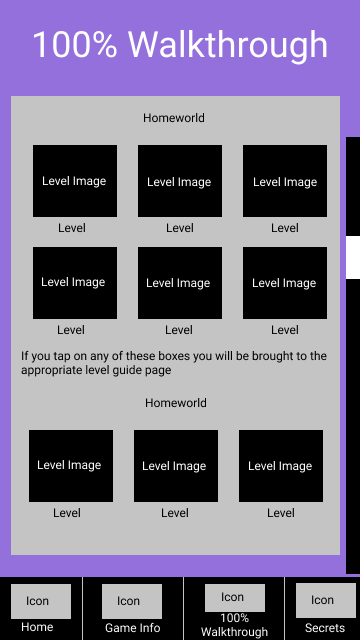 100% Walkthrough
Homeworld
Level Image Level Image Level Image
Level Level Level
Level Image Level Image Level Image
Level Level Level
If you tap on any of these boxes you will be brought to the
appropriate level guide page
Homeworld
Level Image Level Image Level Image
Level Level Level
Icon Icon Icon Icon
Home Game Info 100% Secrets
Walkthrough